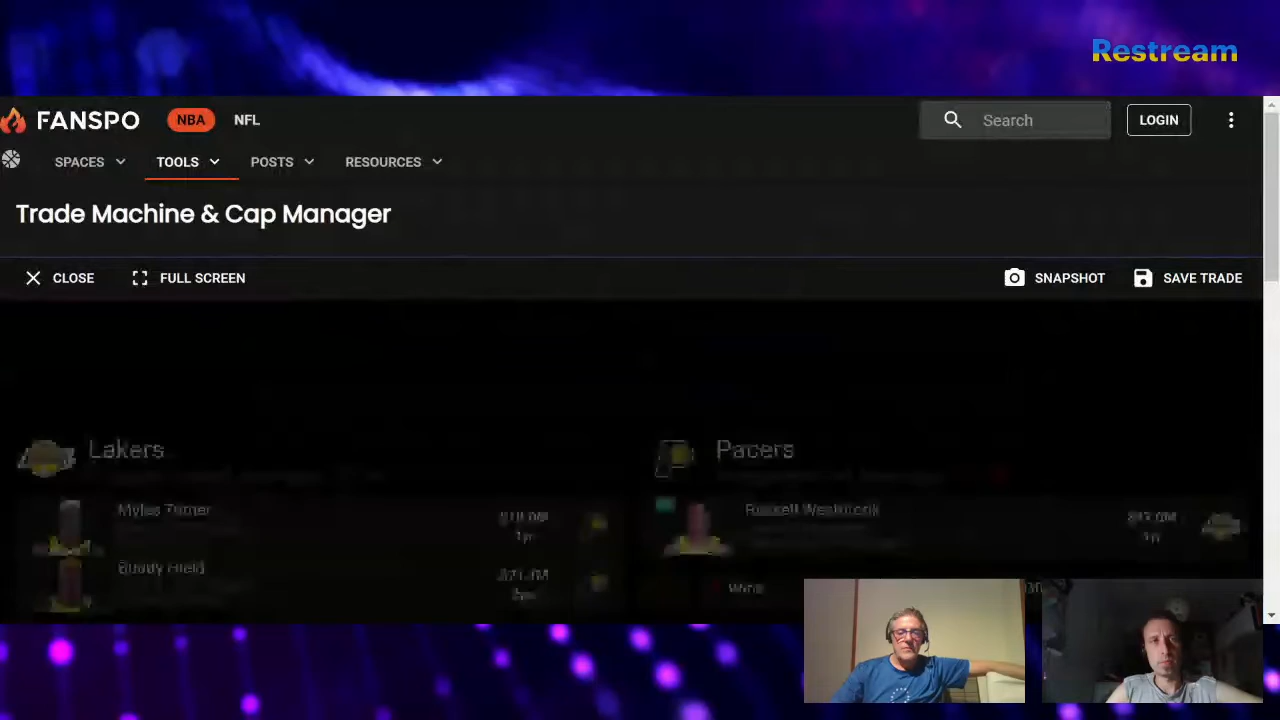 Restream
FANSPO NBA NFL Search LOGIN
SPACES TOOLS POSTS RESOURCES
Trade Machine & Cap Manager
CLOSE FULL SCREEN SNAPSHOT SAVE TRADE
Lakers Pacers
Myles Turner Russell Westbrook
Buddy Hield